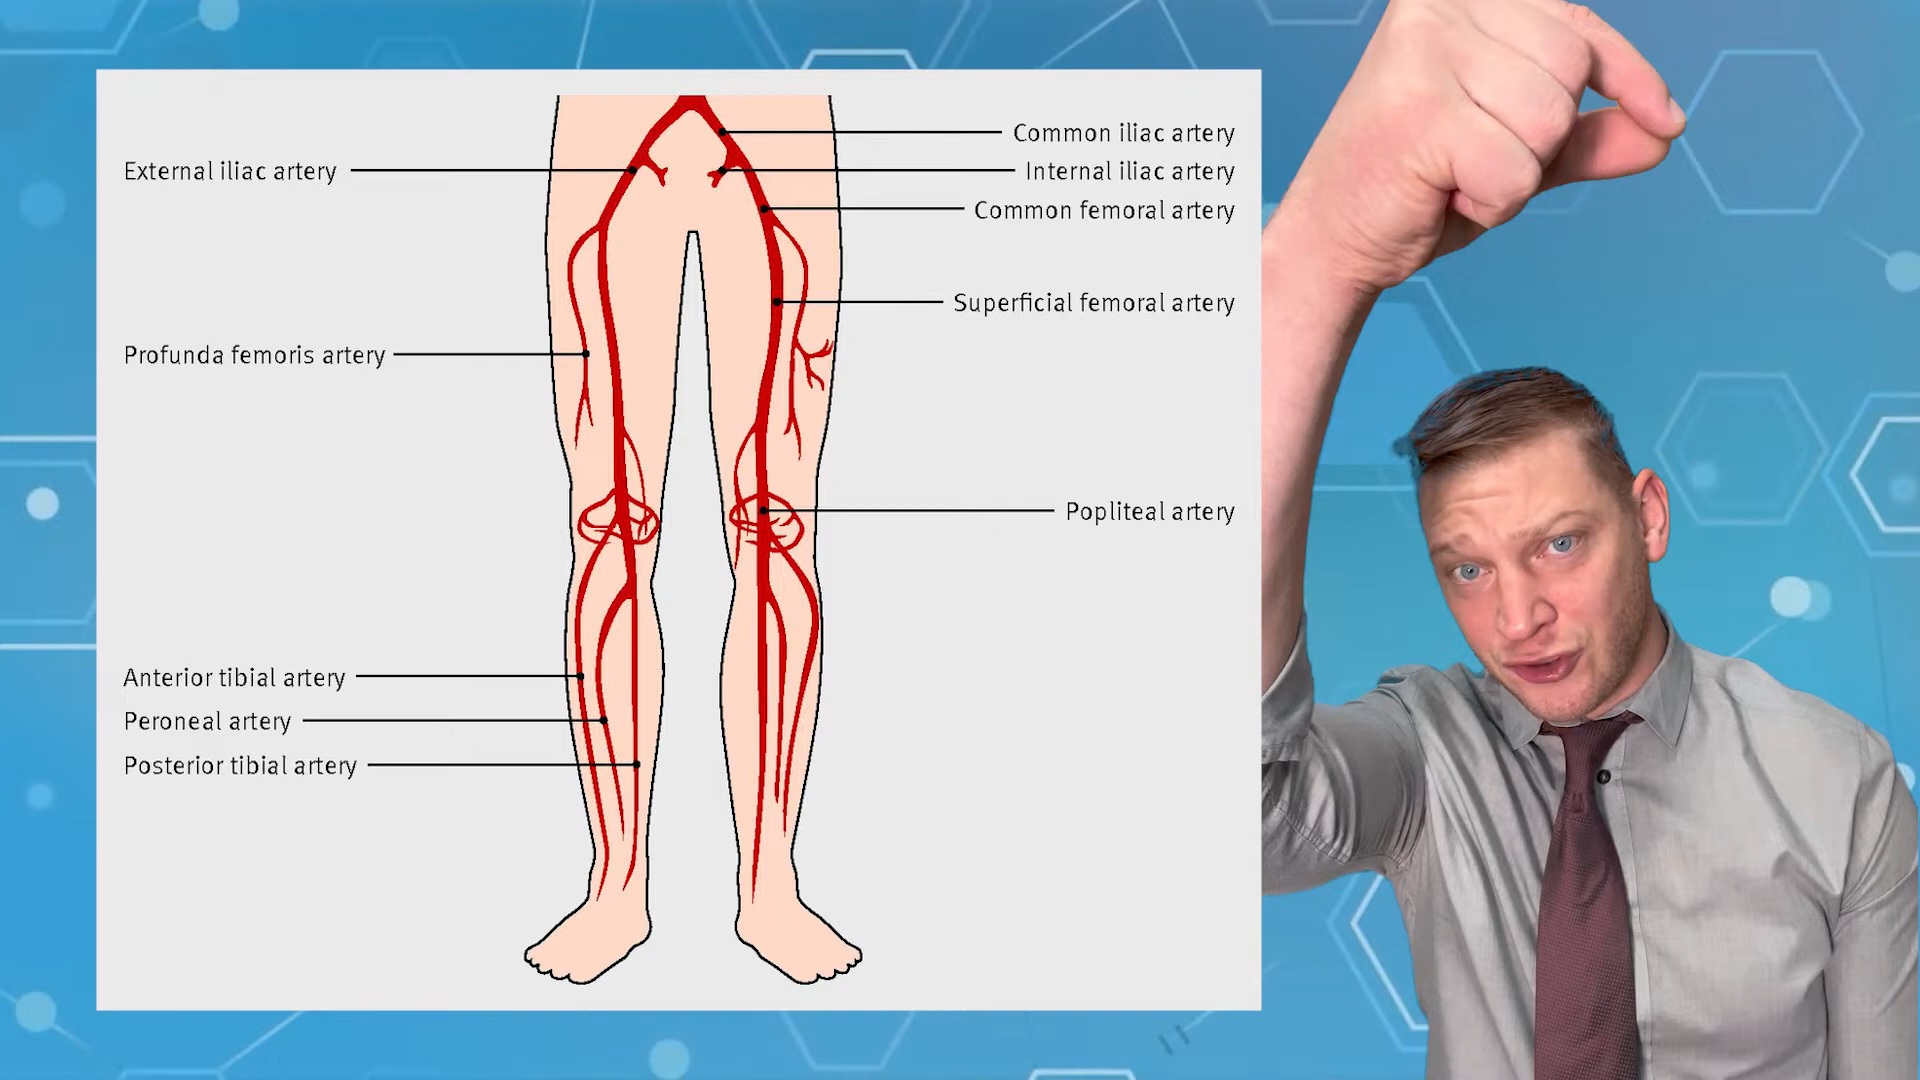 Common iliac artery
External iliac artery
Internal iliac artery
Common femoral artery
Superficial femoral artery
Profunda femoris artery
Popliteal artery
Anterior tibial artery
Peroneal artery
Posterior tibial artery